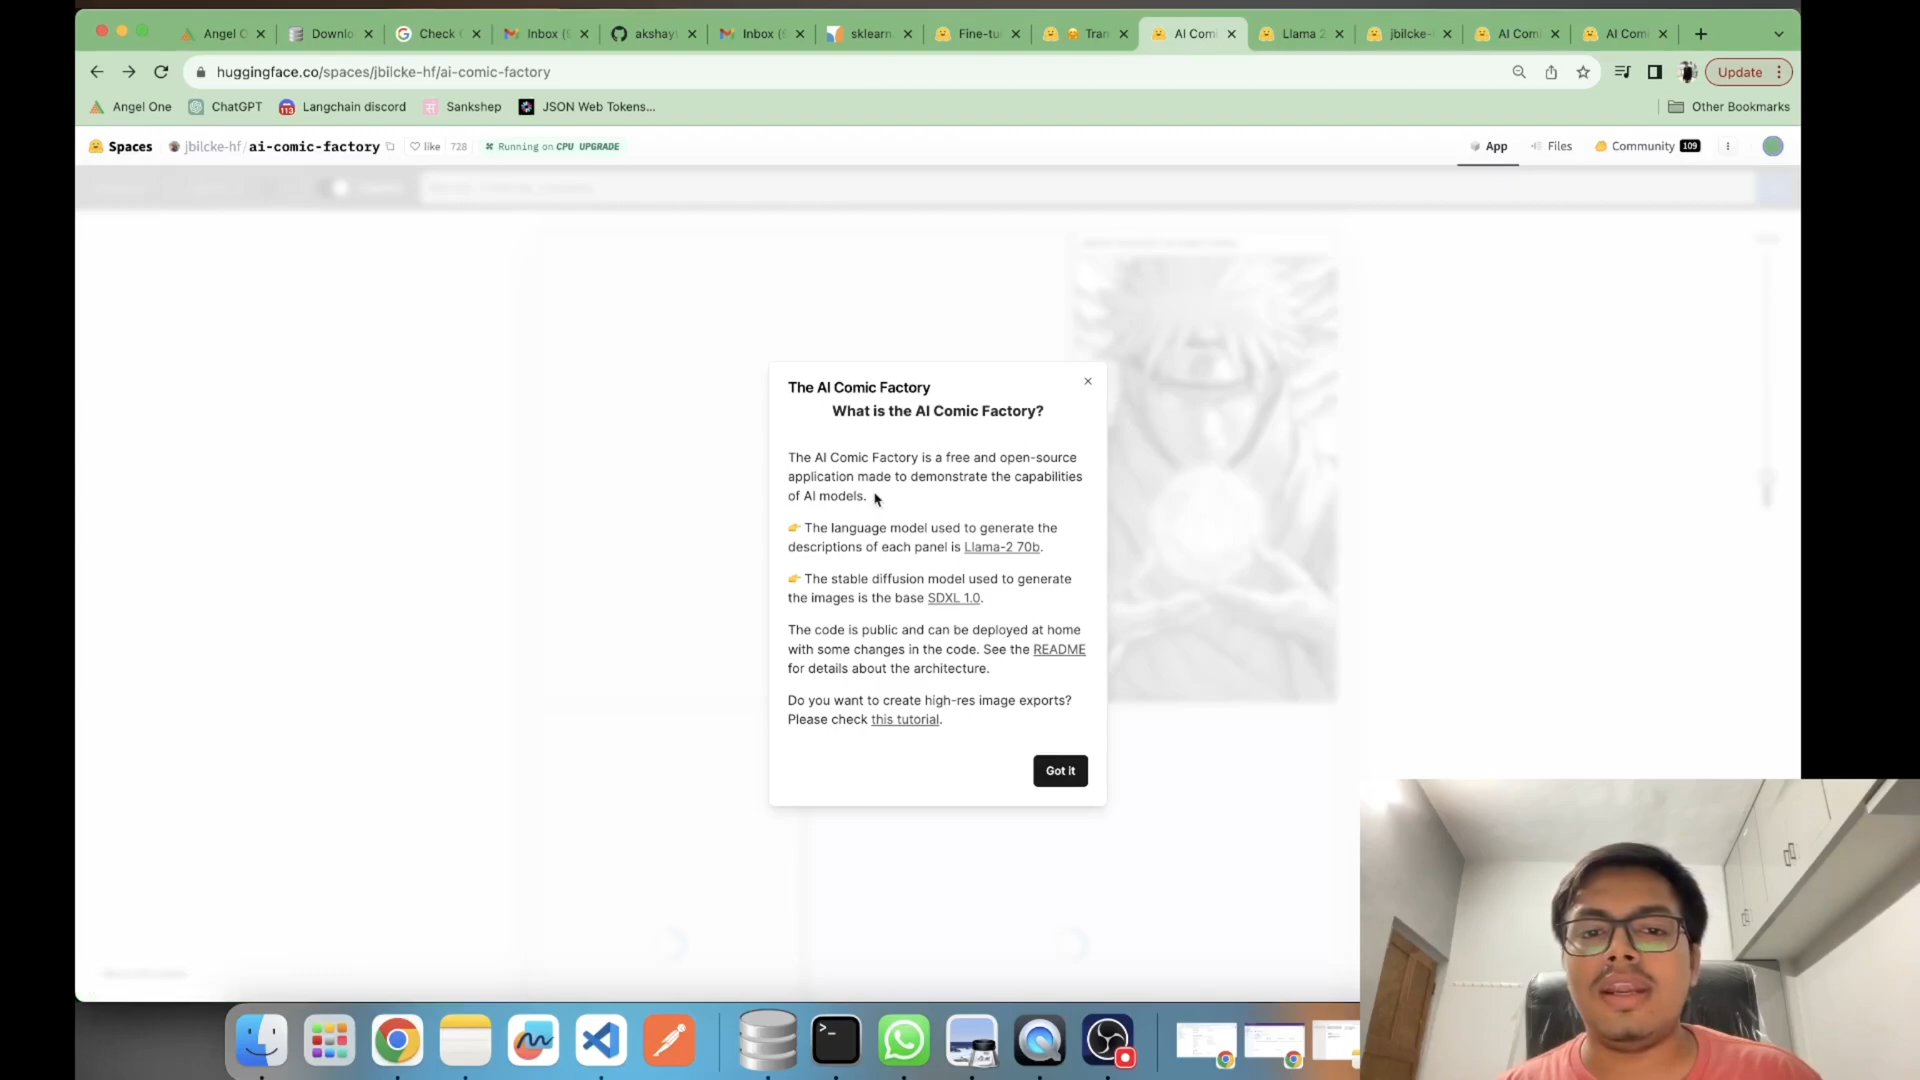 Angel O
Downlo
Check
Inbox (9
akshay
Inbox (9
sklearn.
Fine-tu
Tran
AI Com
Llama 2
jbilcke-
AI Com
AI Com
huggingface.co/spaces/jbilcke-hf/ai-comic-factory
Update
Angel One
ChatGPT
Langchain discord
Sankshep
JSON Web Tokens...
Other Bookmarks
Spaces
jbilcke-hf/ai-comic-factory
like 728
Running on CPU UPGRADE
App
Files
Community 109
The AI Comic Factory
What is the AI Comic Factory?
The AI Comic Factory is a free and open-source
application made to demonstrate the capabilities
of AI models.
👉 The language model used to generate the
descriptions of each panel is Llama-2 70b.
👉 The stable diffusion model used to generate
the images is the base SDXL 1.0.
The code is public and can be deployed at home
with some changes in the code. See the README
for details about the architecture.
Do you want to create high-res image exports?
Please check this tutorial.
Got it